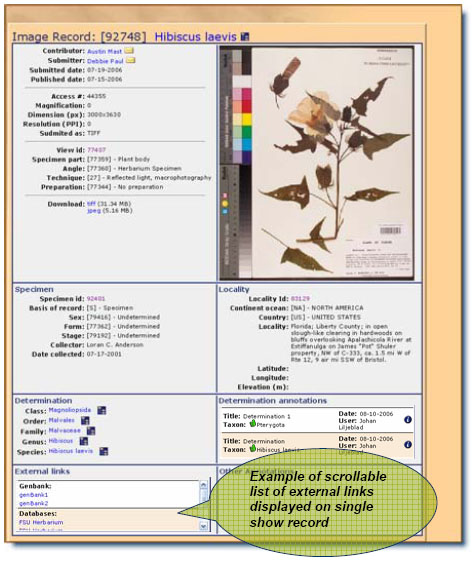 Image Record: [92748] Hibiscus laevis
Contributor: Austin Mast
Submitter: Debbie Paul
Submitted date: 07-19-2006
Published date: 07-15-2006
Access #: 44355
Magnification: 0
Dimension (px): 3000x3630
Resolution (PPI): 0
Sudmited as: TIFF
View id: 77407
Specimen part: [77359] - Plant body
Angle: [77360] - Herbarium Specimen
Technique: [27] - Reflected light, macrophotography
Preparation: [77344] - No preparation
Download: tiff (31.34 MB)
jpeg (5.16 MB)
Specimen
Specimen id: 92401
Basis of record: [S] - Specimen
Sex: [79416] - Undetermined
Form: [77362] - Undetermined
Stage: [79192] - Undetermined
Collector: Loran C. Anderson
Date collected: 07-17-2001
Locality
Locality Id: 83129
Continent ocean: [NA] - NORTH AMERICA
Country: [US] - UNITED STATES
Locality: Florida; Liberty County; in open
slough-like clearing in hardwoods on
bluffs overlooking Apalachicola River at
Estiffanulga on James "Pot" Shuler
property, NW of C-333, ca. 1.5 mi W of
Rte 12, 9 air mi SSW of Bristol.
Latitude:
Longitude:
Elevation (m):
Determination
Class: Magnoliopsida
Order: Malvales
Family: Malvaceae
Genus: Hibiscus
Species: Hibiscus laevis
Determination annotations
Title: Determination 1 Date: 08-10-2006
Taxon: Pterygota User: Johan
Liljeblad
Title: Determination Date: 08-10-2006
Taxon: Hibiscus laevis User: Johan
Liljeblad
External links
Genbank:
genBank1
genBank2
Databases:
FSU Herbarium
Other Annotations
Example of scrollable
list of external links
displayed on single
show record